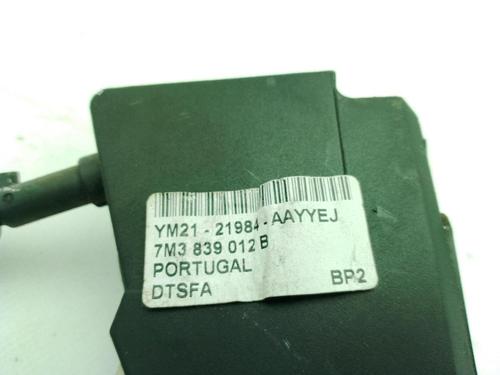 YM21 - 21984-AAYYEJ
7M3 839 012 B
PORTUGAL
DTSFA BP2